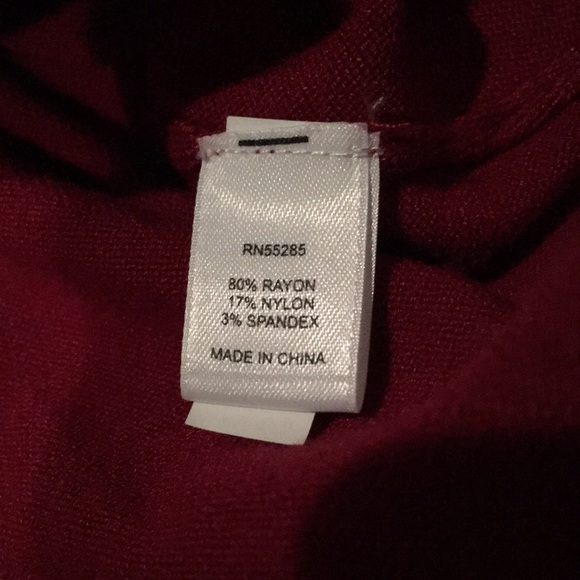 RN55285
80% RAYON
17% NYLON
3% SPANDEX
MADE IN CHINA